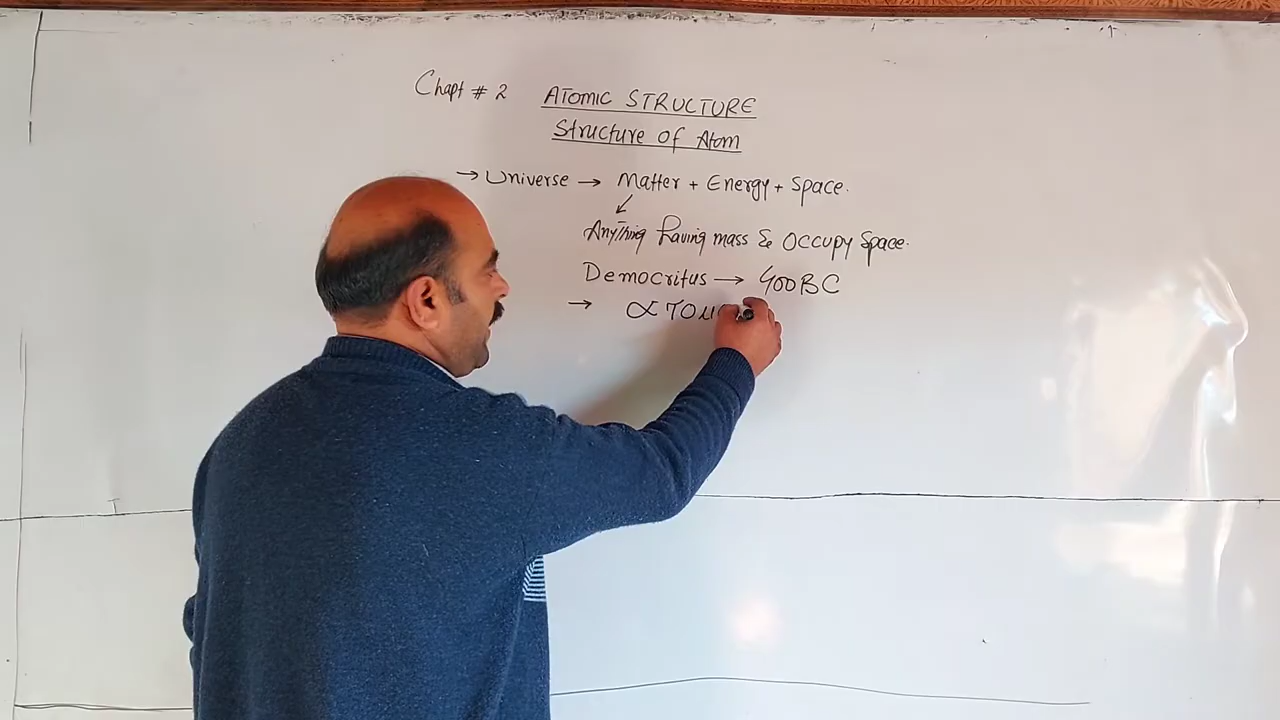 Chapt # 2 ATOMIC STRUCTURE
Structure of Atom
→ Universe → Matter + Energy + Space.
Anything having mass & Occupy Space.
Democritus → 400BC
→